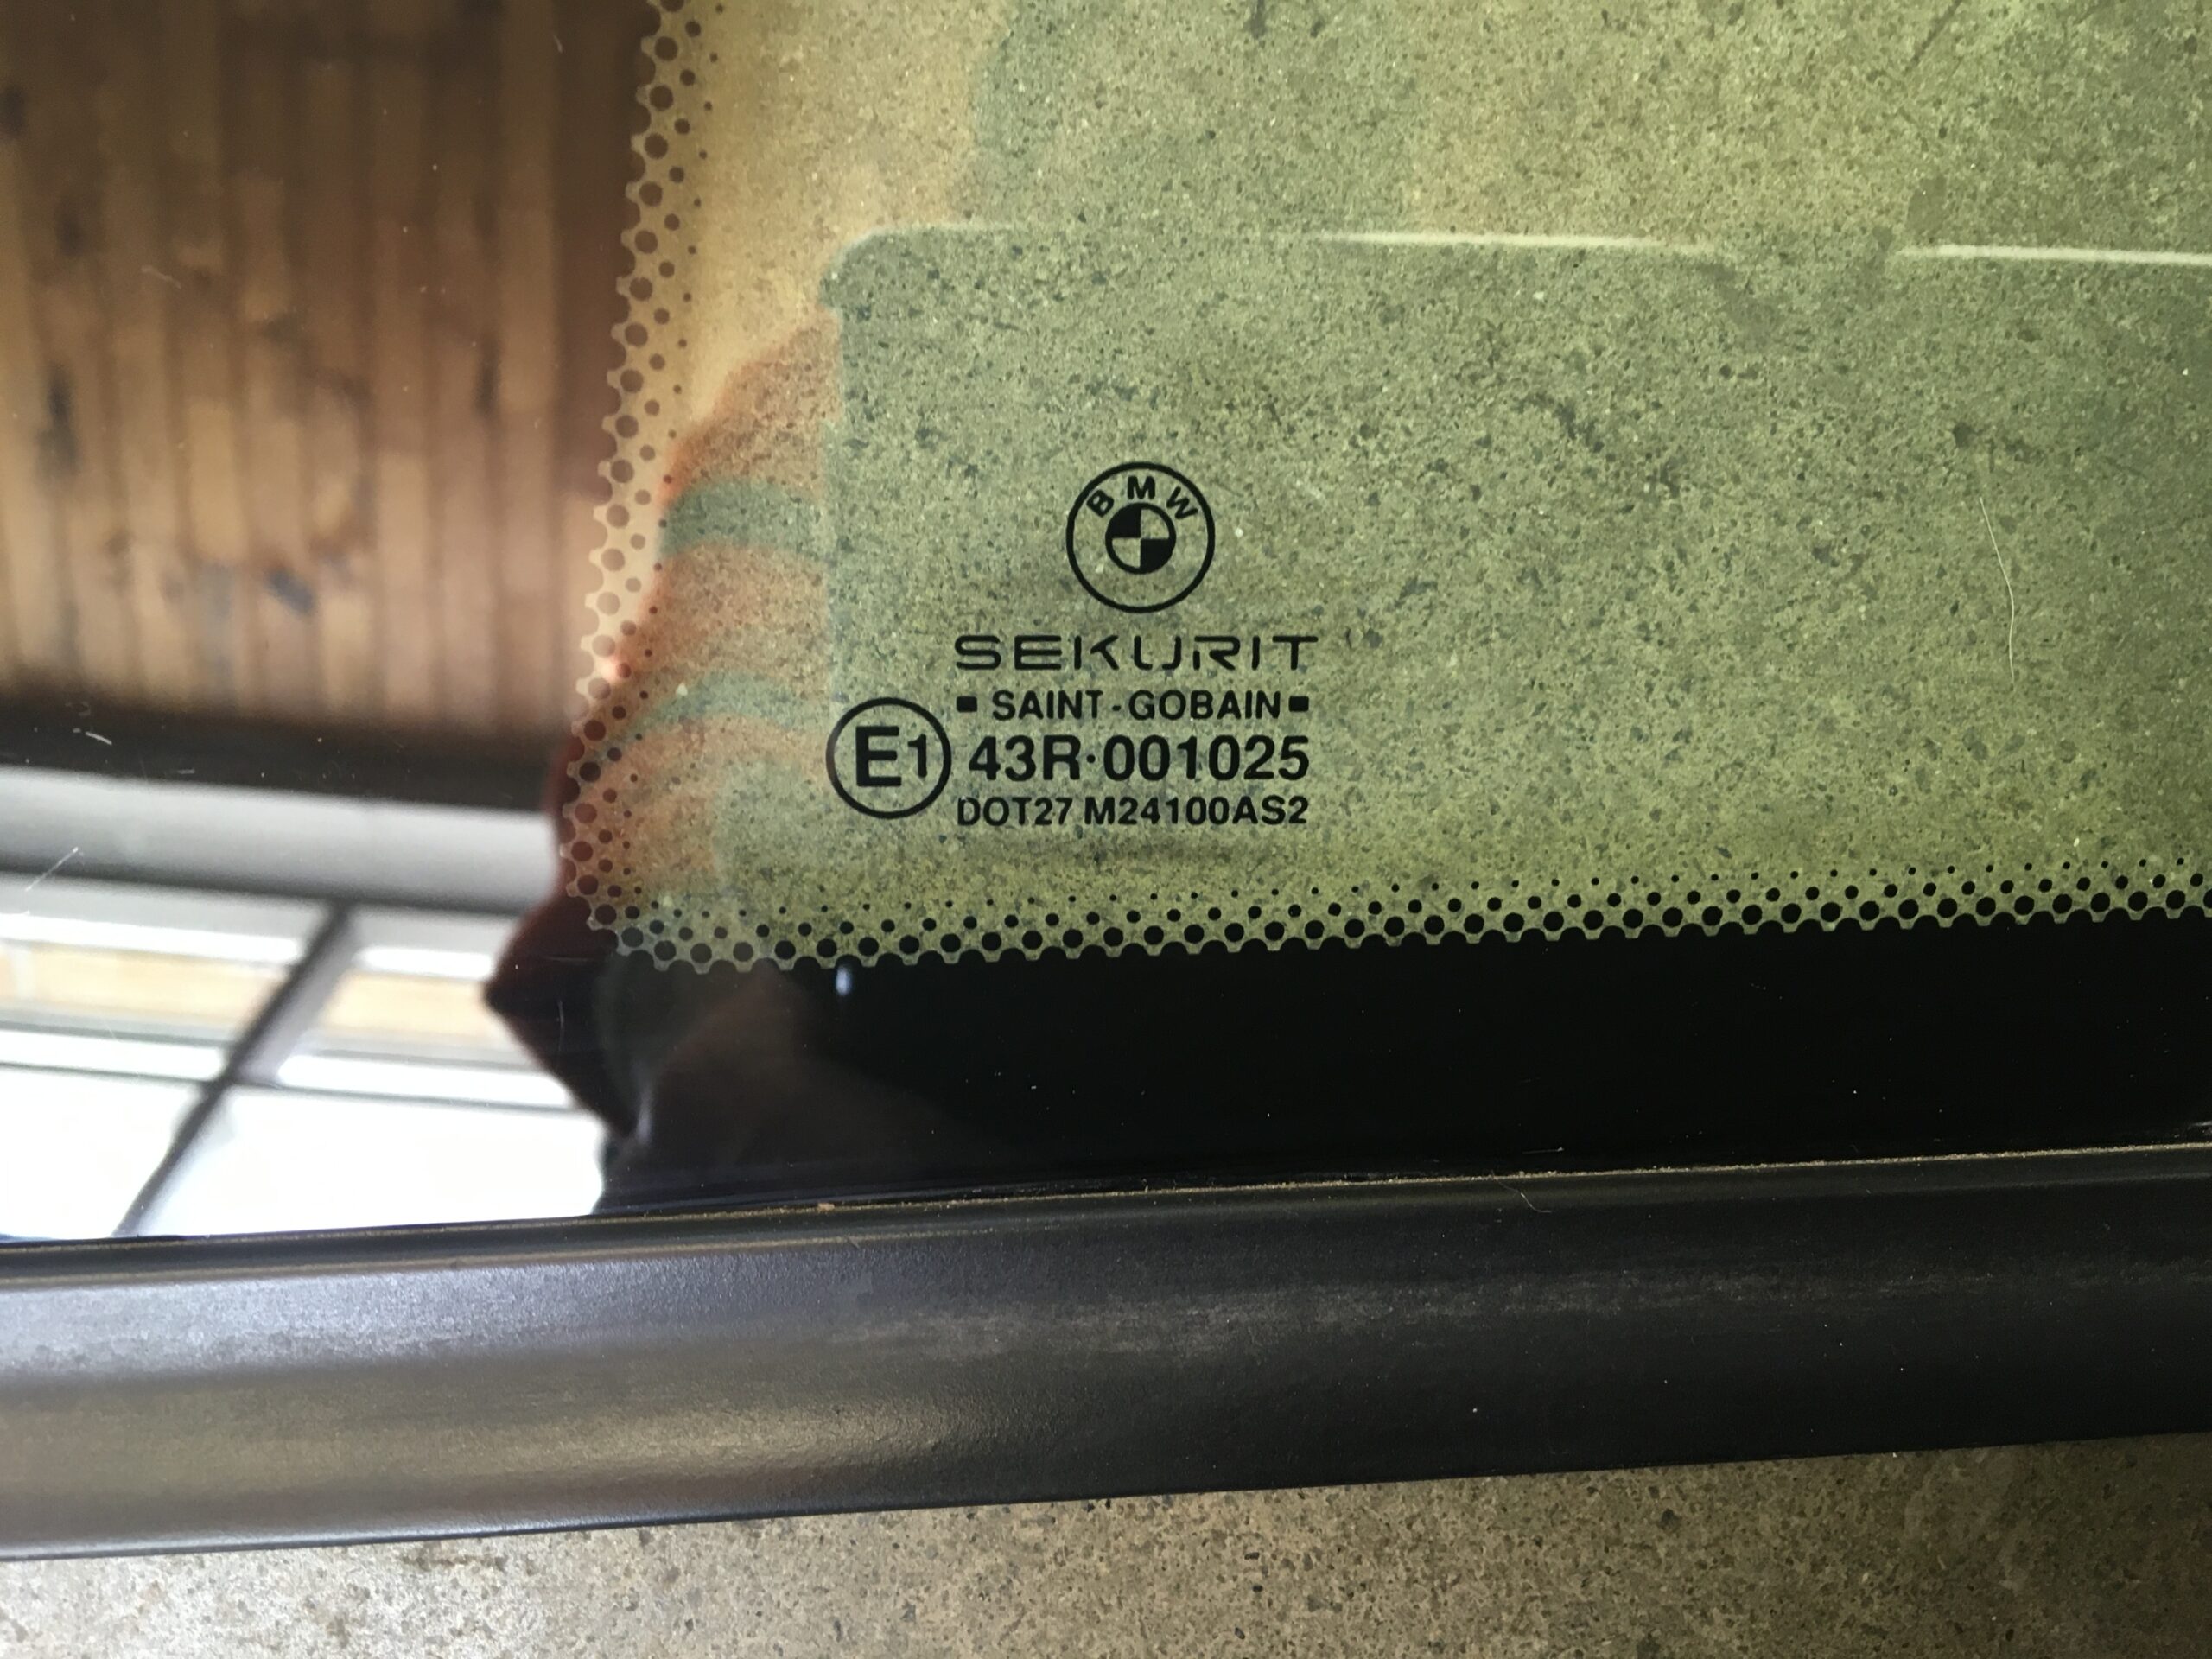 BMW
SEKURIT
SAINT-GOBAIN
E1 43R·001025
DOT27 M24100AS2